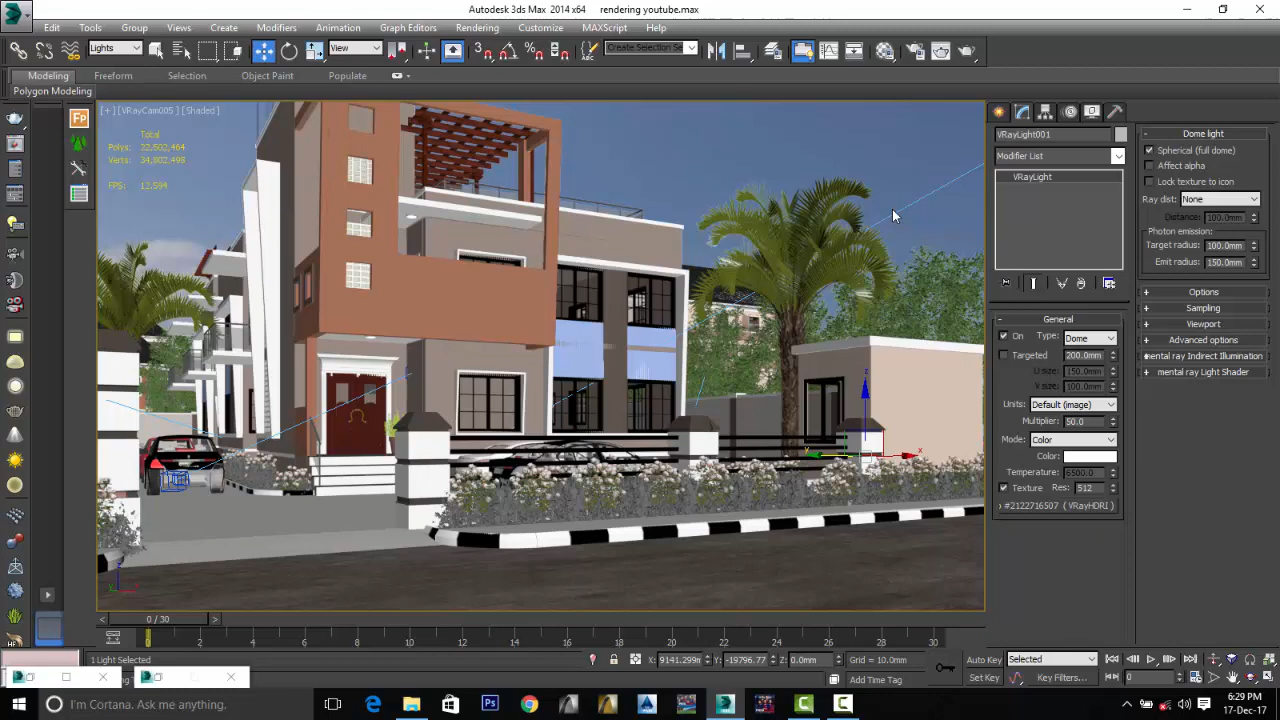 Autodesk 3ds Max 2014 x64 rendering youtube.max
Edit Tools Group Views Create Modifiers Animation Graph Editors Rendering Customize MAXScript Help
Lights View Create Selection Se
Modeling Freeform Selection Object Paint Populate
Polygon Modeling
[+] [VRayCam005] [Shaded]
Total
Polys: 22,502,464
Verts: 34,802,498
FPS: 12.594
VRayLight001
Modifier List
VRayLight
General
On Type: Dome
Targeted 200.0mm
U size: 150.0mm
V size: 100.0mm
Units: Default (image)
Multiplier: 50.0
Mode: Color
Color:
Temperature: 6500.0
Texture Res: 512
#2122716507 (VRayHDRI)
Dome light
Spherical (full dome)
Affect alpha
Lock texture to icon
Ray dist: None
Distance: 100.0mm
Photon emission:
Target radius: 100.0mm
Emit radius: 150.0mm
Options
Sampling
Viewport
Advanced options
mental ray Indirect Illumination
mental ray Light Shader
0 / 30
0 2 4 6 8 10 12 14 16 18 20 22 24 26 28 30
1 Light Selected X: 9141.299m Y: -19796.77 Z: 0.0mm Grid = 10.0mm Auto Key Selected
Add Time Tag Set Key Key Filters... 0
I'm Cortana. Ask me anything.
6:29 PM
17-Dec-17